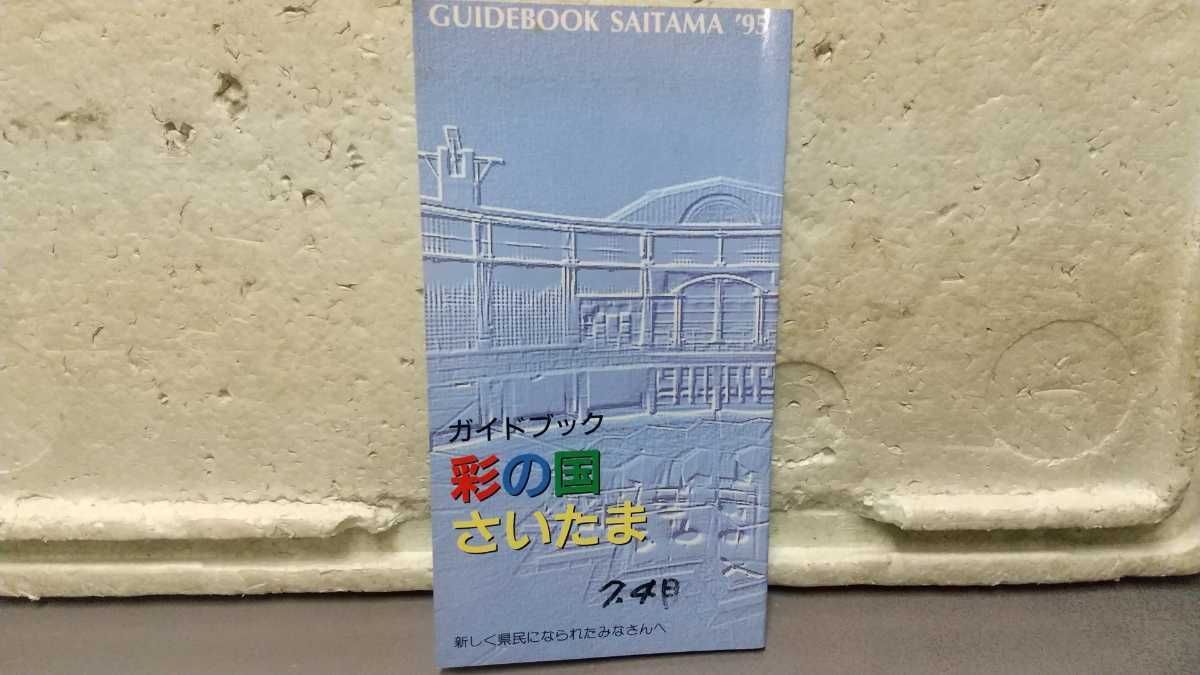 GUIDEBOOK SAITAMA '95
ガイドブック
彩の国
さいたま
7.4月
新しく県民になられたみなさんへ